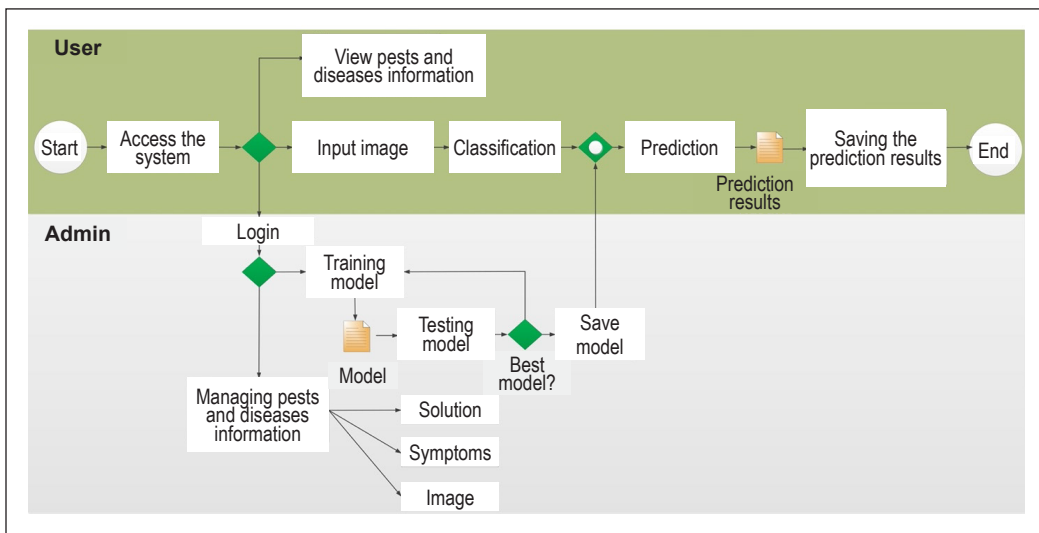 User
View pests and
diseases information
Start
Access the
system
Input image
Classification
Prediction
Prediction
results
Saving the
prediction results
End
Admin
Login
Training
model
Model
Testing
model
Best
model?
Save
model
Managing pests
and diseases
information
Solution
Symptoms
Image